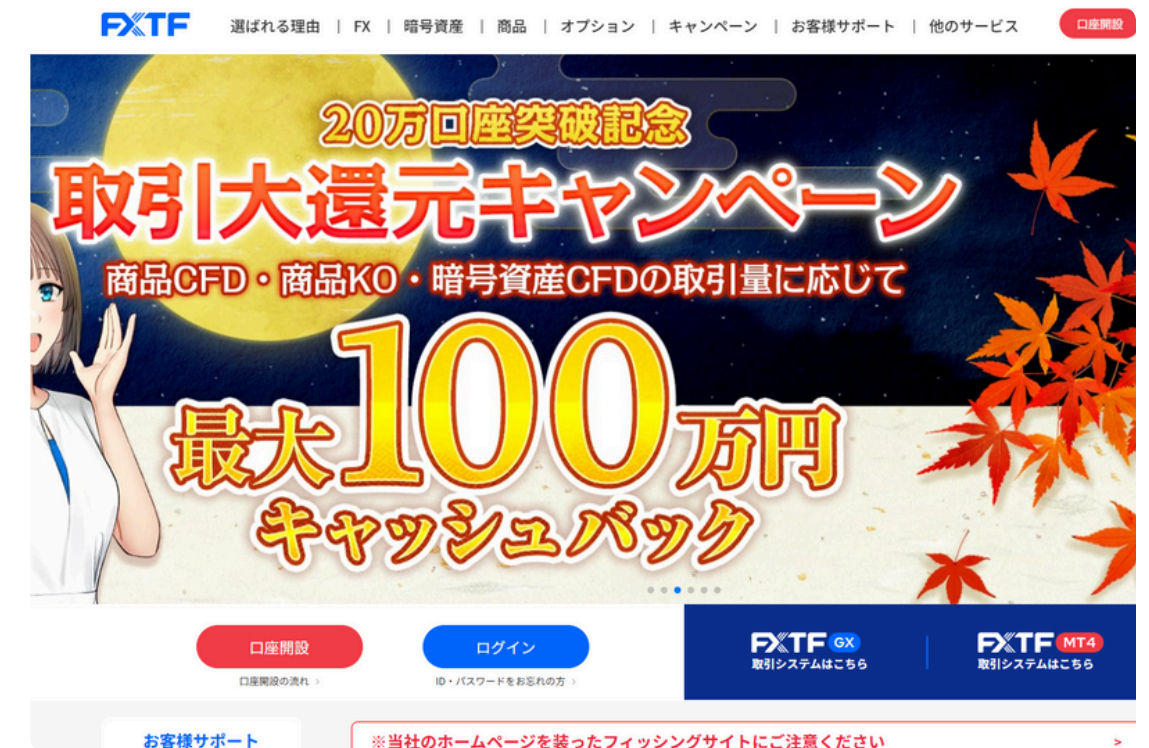 FXTF
選ばれる理由 | FX | 暗号資産 | 商品 | オプション | キャンペーン | お客様サポート | 他のサービス
口座開設
20万口座突破記念
取引大還元キャンペーン
商品CFD・商品KO・暗号資産CFDの取引量に応じて
最大100万円
キャッシュバック
口座開設
口座開設の流れ >
ログイン
ID・パスワードをお忘れの方 >
FXTF GX
取引システムはこちら
FXTF MT4
取引システムはこちら
お客様サポート
※当社のホームページを装ったフィッシングサイトにご注意ください >